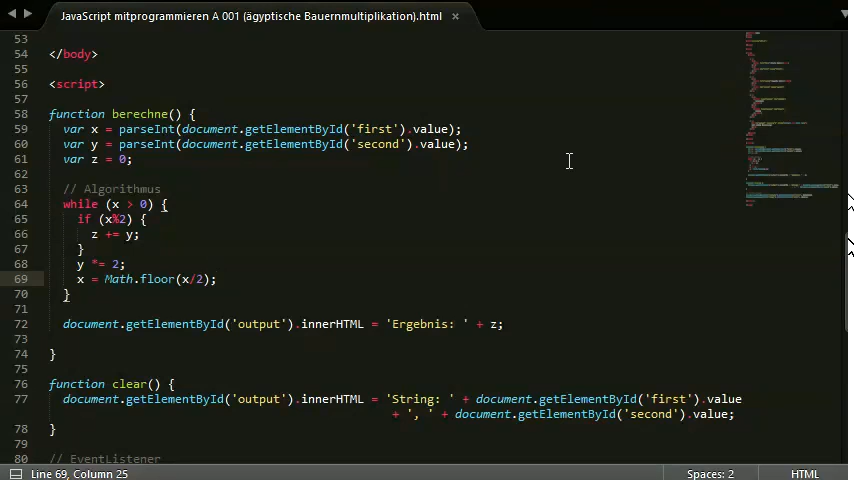 JavaScript mitprogrammieren A 001 (ägyptische Bauernmultiplikation).html ×
53
54 </body>
55
56 <script>
57
58 function berechne() {
59 var x = parseInt(document.getElementById('first').value);
60 var y = parseInt(document.getElementById('second').value);
61 var z = 0;
62
63 // Algorithmus
64 while (x > 0) {
65 if (x%2) {
66 z += y;
67 }
68 y *= 2;
69 x = Math.floor(x/2);
70 }
71
72 document.getElementById('output').innerHTML = 'Ergebnis: ' + z;
73
74 }
75
76 function clear() {
77 document.getElementById('output').innerHTML = 'String: ' + document.getElementById('first').value
+ ', ' + document.getElementById('second').value;
78 }
79
80 // EventListener
Line 69, Column 25 Spaces: 2 HTML